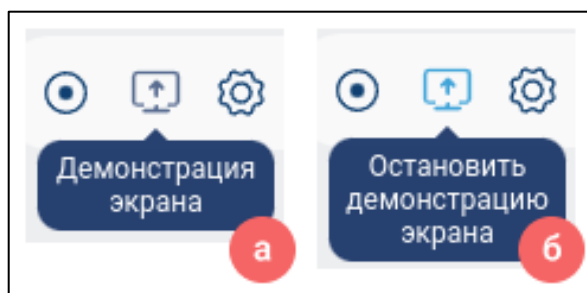 Демонстрация
экрана
а
Остановить
демонстрацию
экрана
б